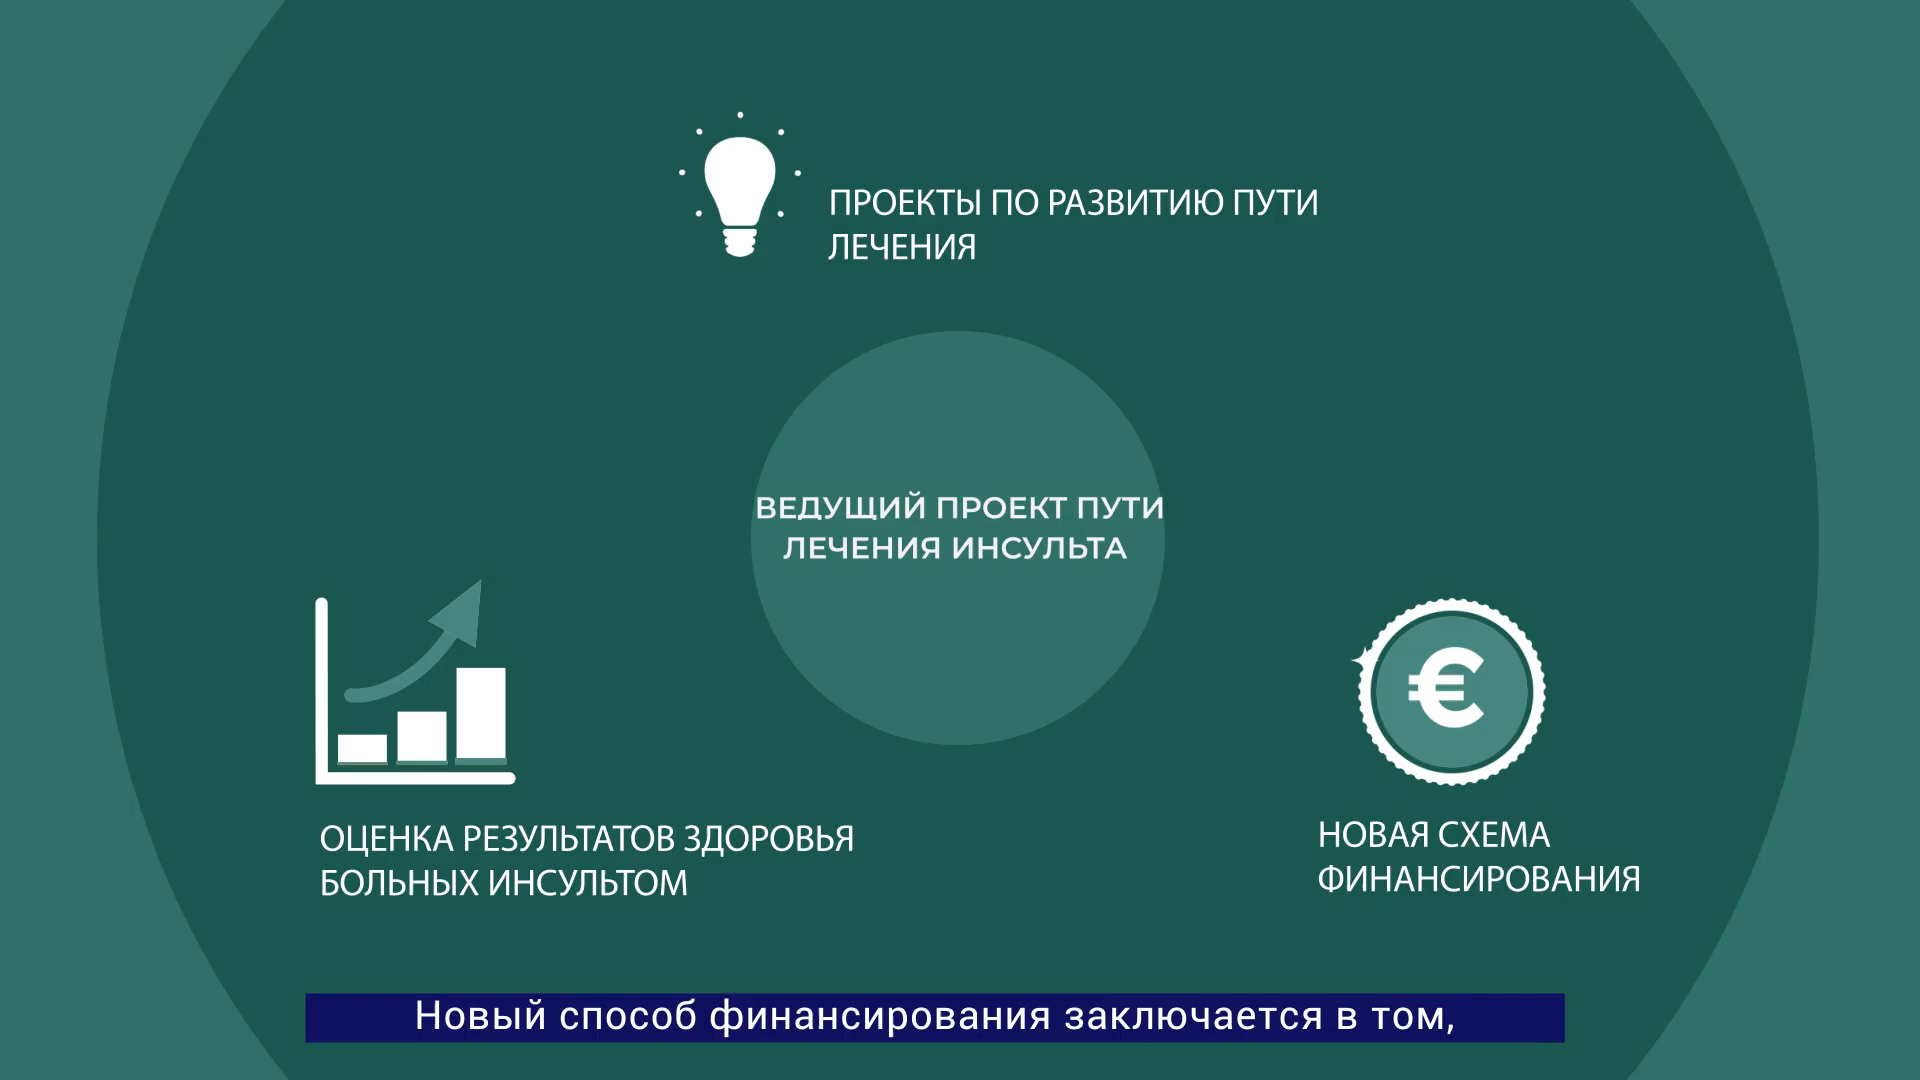 ПРОЕКТЫ ПО РАЗВИТИЮ ПУТИ
ЛЕЧЕНИЯ
ВЕДУЩИЙ ПРОЕКТ ПУТИ
ЛЕЧЕНИЯ ИНСУЛЬТА
€
ОЦЕНКА РЕЗУЛЬТАТОВ ЗДОРОВЬЯ
БОЛЬНЫХ ИНСУЛЬТОМ
НОВАЯ СХЕМА
ФИНАНСИРОВАНИЯ
Новый способ финансирования заключается в том,